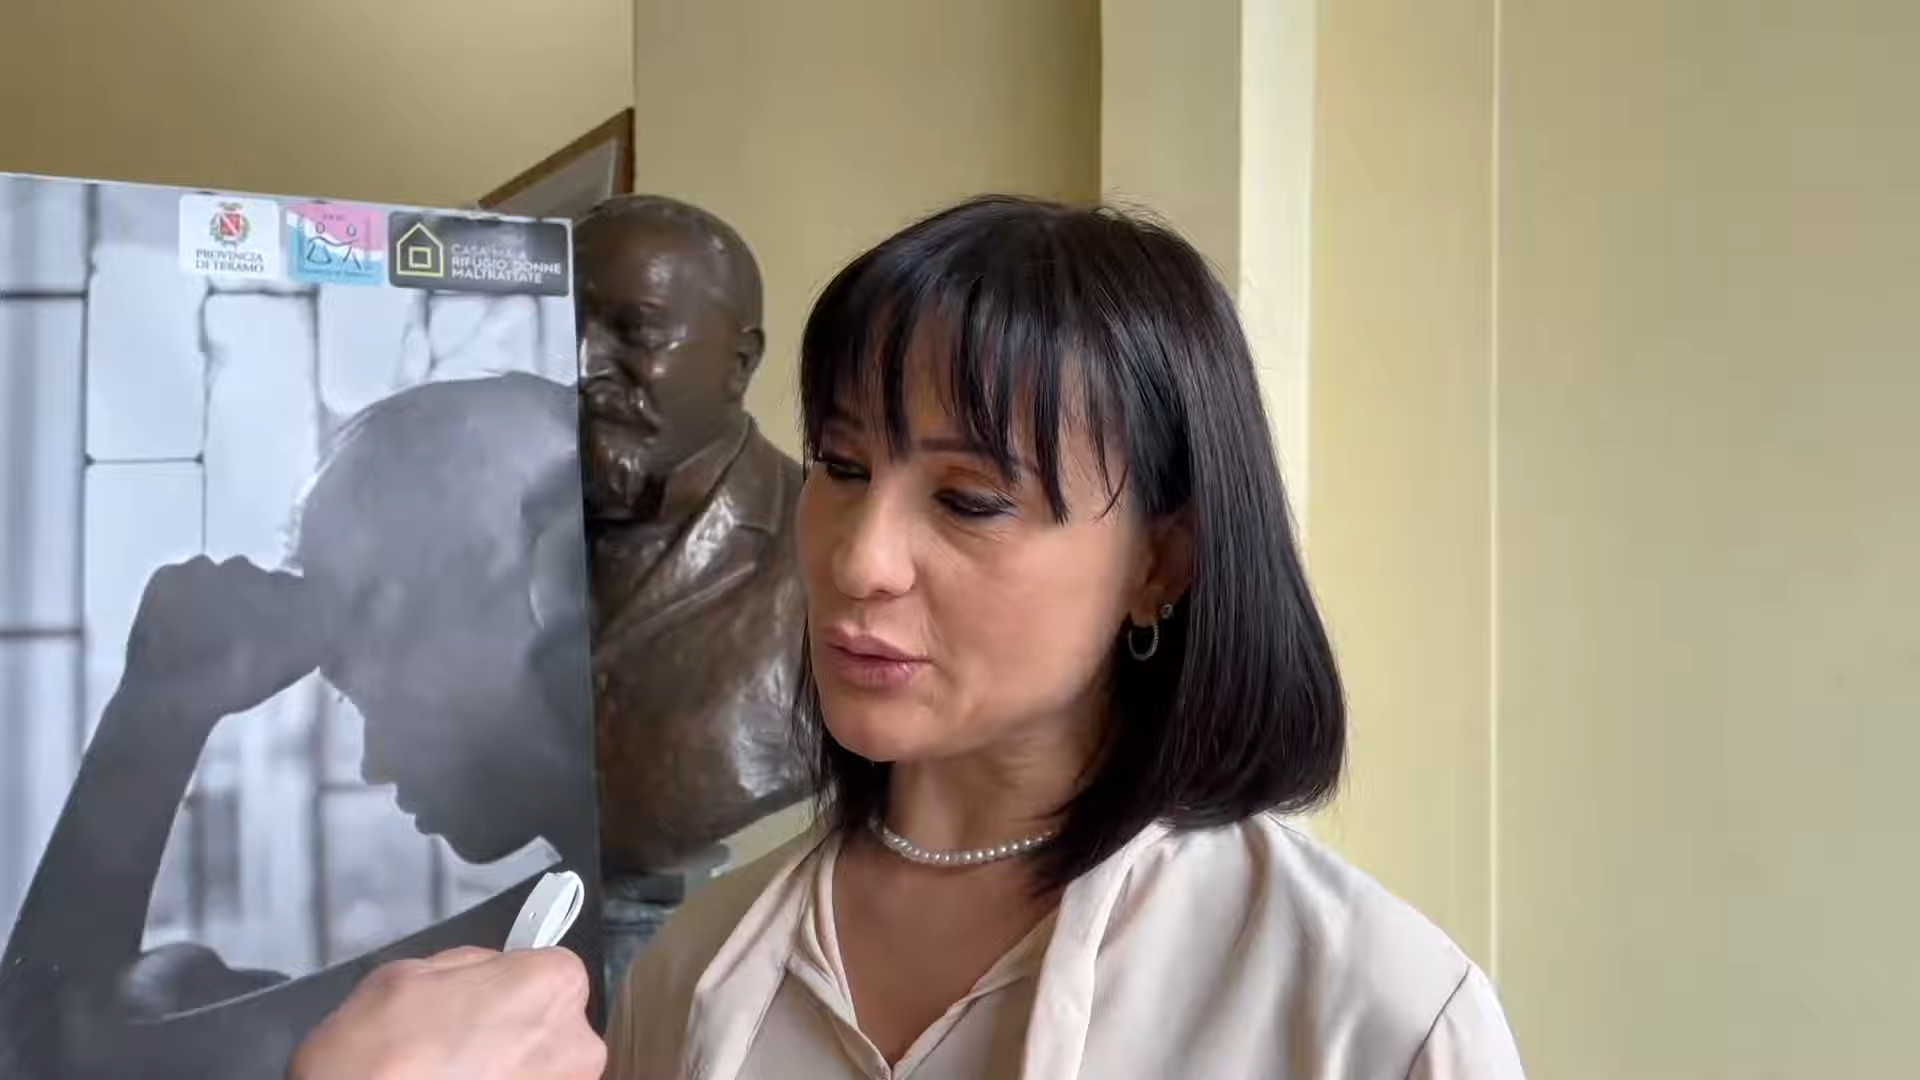 PROVINCIA
DI TERAMO
CASA MAIA
RIFUGIO DONNE
MALTRATTATE